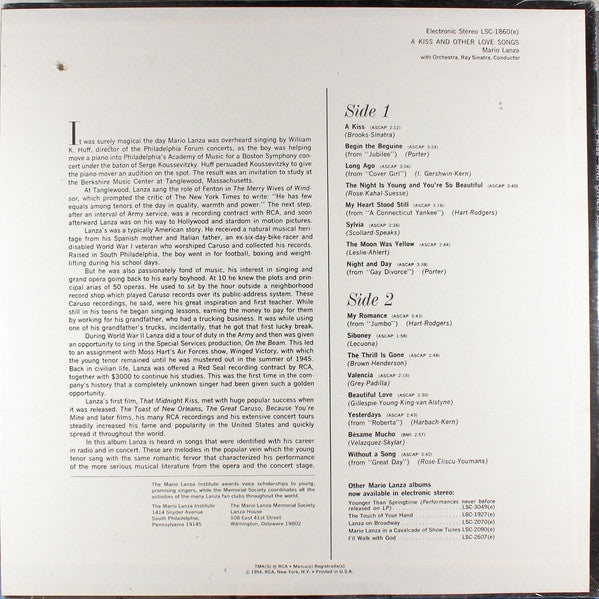 Electronic Stereo LSC-1860(e)
A KISS AND OTHER LOVE SONGS
Mario Lanza
with Orchestra, Ray Sinatra, Conductor
It was surely magical the day Mario Lanza was overheard singing by William
K. Huff, director of the Philadelphia Forum concerts, as the boy was helping
move a piano into Philadelphia's Academy of Music for a Boston Symphony con-
cert under the baton of Serge Koussevitzky. Huff persuaded Koussevitzky to give
the piano-mover an audition on the spot. The result was an invitation to study at
the Berkshire Music Center at Tanglewood, Massachusetts.
At Tanglewood, Lanza sang the role of Fenton in The Merry Wives of Wind-
sor, which prompted the critic of The New York Times to write: "He has few
equals among tenors of the day in quality, warmth and power." The next step,
after an interval of Army service, was a recording contract with RCA, and soon
afterward Lanza was on his way to Hollywood and stardom in motion pictures.
Lanza's was a typically American story. He received a natural musical heri-
tage from his Spanish mother and Italian father, an ex-six-day-bike-racer and
disabled World War I veteran who worshiped Caruso and collected his records.
Raised in South Philadelphia, the boy went in for football, boxing and weight-
lifting during his school days.
But he was also passionately fond of music, his interest in singing and
grand opera going back to his early boyhood. At 10 he knew the plots and prin-
cipal arias of 50 operas. He used to sit by the hour outside a neighborhood
record shop which played Caruso records over its public-address system. These
Caruso recordings, he said, were his great inspiration and first teacher. While
still in his teens he began singing lessons, earning the money to pay for them
by working for his grandfather, who had a trucking business. It was while using
one of his grandfather's trucks, incidentally, that he got that first lucky break.
During World War II Lanza did a tour of duty in the Army and then was given
an opportunity to sing in the Special Services production, On the Beam. This led
to an assignment with Moss Hart's Air Forces show, Winged Victory, with which
the young tenor remained until he was mustered out in the summer of 1945.
Back in civilian life, Lanza was offered a Red Seal recording contract by RCA,
together with $3000 to continue his studies. This was the first time in the com-
pany's history that a completely unknown singer had been given such a golden
opportunity.
Lanza's first film, That Midnight Kiss, met with huge popular success when
it was released. The Toast of New Orleans, The Great Caruso, Because You're
Mine and later films, his many RCA recordings and his extensive concert tours
steadily increased his fame and popularity in the United States and quickly
spread it throughout the world.
In this album Lanza is heard in songs that were identified with his career
in radio and in concert. These are melodies in the popular vein which the young
tenor sang with the same romantic fervor that characterized his performance
of the more serious musical literature from the opera and the concert stage.
The Mario Lanza Institute awards voice scholarships to young,
promising singers, while the Memorial Society coordinates all the
activities of the many Lanza fan clubs throughout the world.
The Mario Lanza Institute
1414 Snyder Avenue
South Philadelphia,
Pennsylvania 19145
The Mario Lanza Memorial Society
Lanza House
108 East 41st Street
Wilmington, Delaware 19802
Side 1
A Kiss (ASCAP 2:12)
(Brooks-Sinatra)
Begin the Beguine (ASCAP 3:24)
(from "Jubilee") (Porter)
Long Ago (ASCAP 3:04)
(from "Cover Girl") (I. Gershwin-Kern)
The Night Is Young and You're So Beautiful (ASCAP 3:40)
(Rose-Kahal-Suesse)
My Heart Stood Still (ASCAP 3:16)
(from "A Connecticut Yankee") (Hart-Rodgers)
Sylvia (ASCAP 2:36)
(Scollard-Speaks)
The Moon Was Yellow (ASCAP 2:44)
(Leslie-Ahlert)
Night and Day (ASCAP 2:38)
(from "Gay Divorce") (Porter)
Side 2
My Romance (ASCAP 3:43)
(from "Jumbo") (Hart-Rodgers)
Siboney (ASCAP 1:58)
(Lecuona)
The Thrill Is Gone (ASCAP 2:48)
(Brown-Henderson)
Valencia (ASCAP 2:15)
(Grey-Padilla)
Beautiful Love (ASCAP 2:30)
(Gillespie-Young-King-van Alstyne)
Yesterdays (ASCAP 2:43)
(from "Roberta") (Harbach-Kern)
Bésame Mucho (BMI 2:57)
(Velazquez-Skylar)
Without a Song (ASCAP 3:40)
(from "Great Day") (Rose-Eliscu-Youmans)
Other Mario Lanza albums
now available in electronic stereo:
Younger Than Springtime (Performances never before
released on LP) LSC-3049(e)
The Touch of Your Hand LSC-1927(e)
Lanza on Broadway LSC-2070(e)
Mario Lanza in a Cavalcade of Show Tunes LSC-2090(e)
I'll Walk with God LSC-2607(e)
TMK(S) ® RCA • Marca(s) Registrada(s)
© 1954, RCA, New York, N.Y. • Printed in U.S.A.